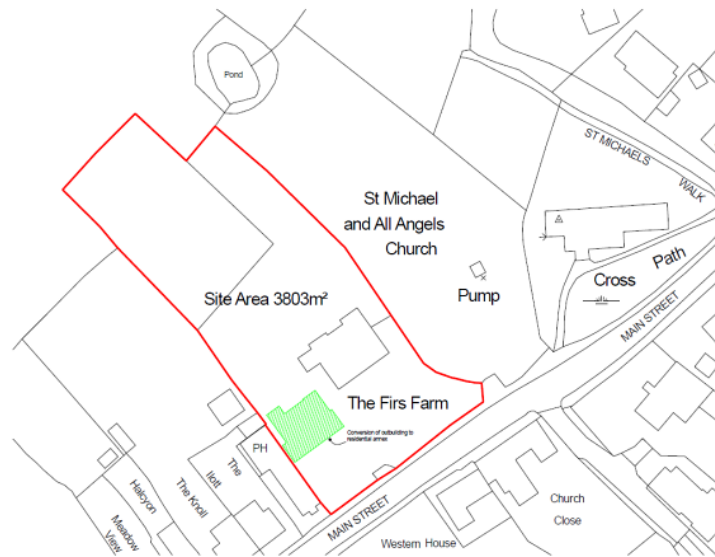 Pond
ST MICHAELS
WALK
St Michael
and All Angels
Church
Path
Cross
Pump
MAIN STREET
Site Area 3803m²
The Firs Farm
Conversion of outbuilding to
residential annex
PH
The
Ilott
The Knoll
Halcyon
Meadow
View
MAIN STREET
Western House
Church
Close